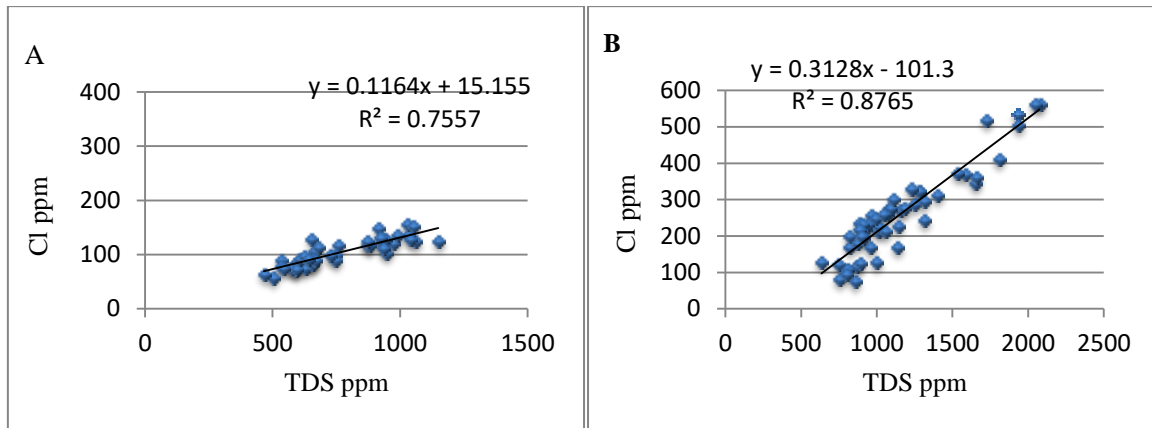 A
y = 0.1164x + 15.155
R² = 0.7557
400
300
200
100
0
Cl ppm
0 500 1000 1500
TDS ppm
B
y = 0.3128x - 101.3
R² = 0.8765
600
500
400
300
200
100
0
Cl ppm
0 500 1000 1500 2000 2500
TDS ppm